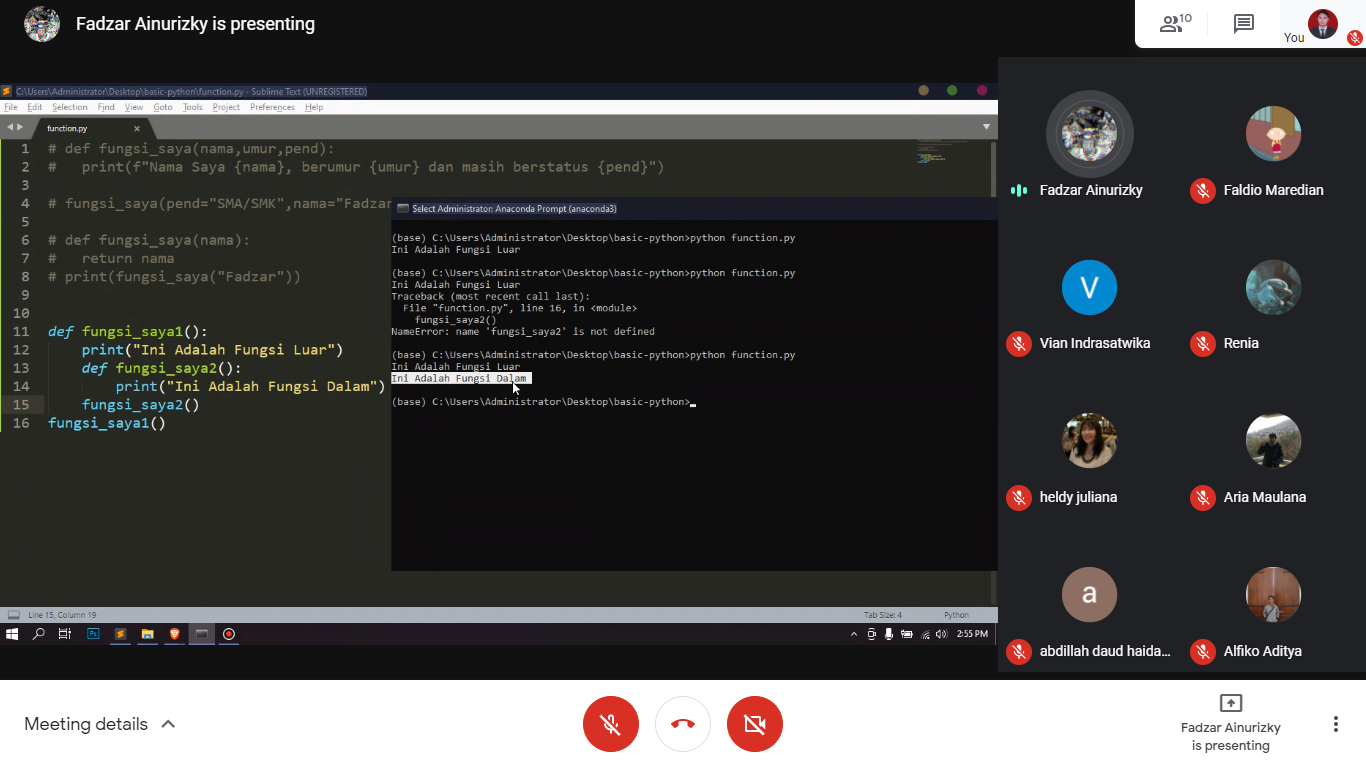 Fadzar Ainurizky is presenting
10
You
C:\Users\Administrator\Desktop\basic-python\function.py - Sublime Text (UNREGISTERED)
File Edit Selection Find View Goto Tools Project Preferences Help
function.py
1 # def fungsi_saya(nama,umur,pend):
2 #   print(f"Nama Saya {nama}, berumur {umur} dan masih berstatus {pend}")
3
4 # fungsi_saya(pend="SMA/SMK",nama="Fadzar
5
6 # def fungsi_saya(nama):
7 #   return nama
8 # print(fungsi_saya("Fadzar"))
9
10
11 def fungsi_saya1():
12     print("Ini Adalah Fungsi Luar")
13     def fungsi_saya2():
14         print("Ini Adalah Fungsi Dalam")
15     fungsi_saya2()
16 fungsi_saya1()
Select Administrator: Anaconda Prompt (anaconda3)
(base) C:\Users\Administrator\Desktop\basic-python>python function.py
Ini Adalah Fungsi Luar
(base) C:\Users\Administrator\Desktop\basic-python>python function.py
Ini Adalah Fungsi Luar
Traceback (most recent call last):
  File "function.py", line 16, in <module>
    fungsi_saya2()
NameError: name 'fungsi_saya2' is not defined
(base) C:\Users\Administrator\Desktop\basic-python>python function.py
Ini Adalah Fungsi Luar
Ini Adalah Fungsi Dalam
(base) C:\Users\Administrator\Desktop\basic-python>
Line 15, Column 19
Tab Size: 4
Python
Ps
2:55 PM
Fadzar Ainurizky
Faldio Maredian
V
Vian Indrasatwika
Renia
heldy juliana
Aria Maulana
a
abdillah daud haida...
Alfiko Aditya
Meeting details
Fadzar Ainurizky
is presenting